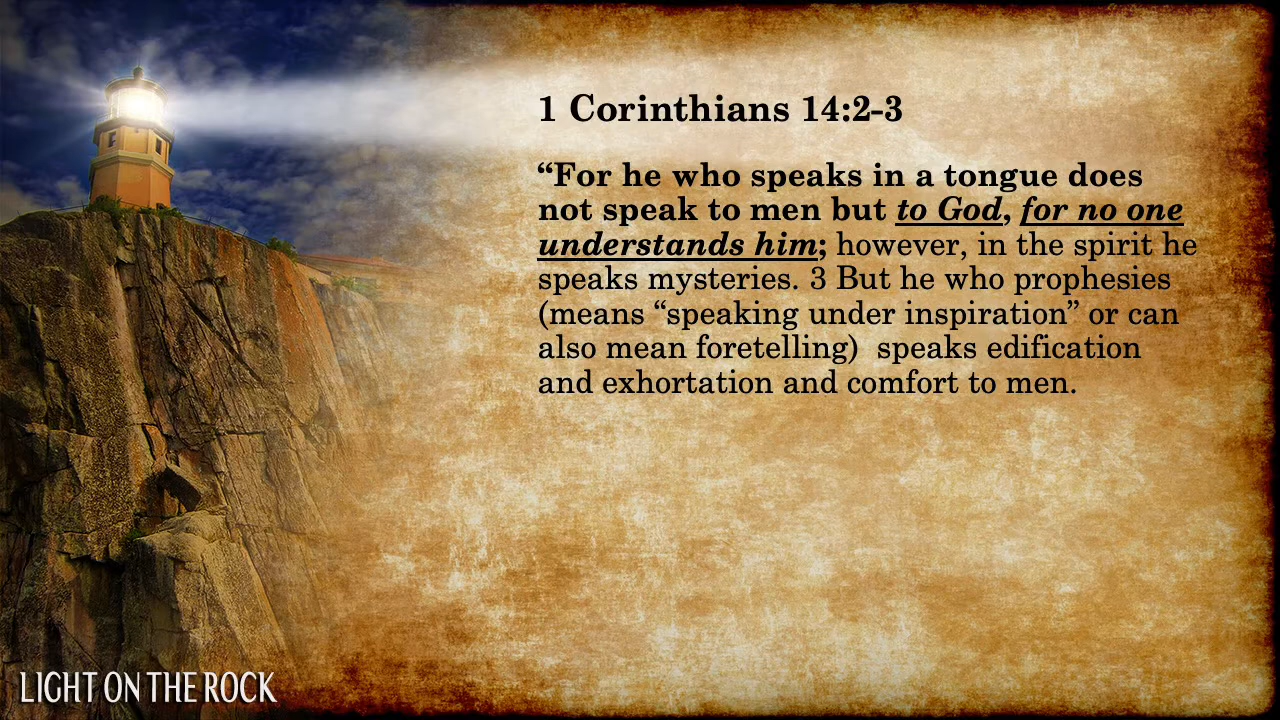 1 Corinthians 14:2-3
“For he who speaks in a tongue does
not speak to men but to God, for no one
understands him; however, in the spirit he
speaks mysteries. 3 But he who prophesies
(means “speaking under inspiration” or can
also mean foretelling)  speaks edification
and exhortation and comfort to men.
LIGHT ON THE ROCK